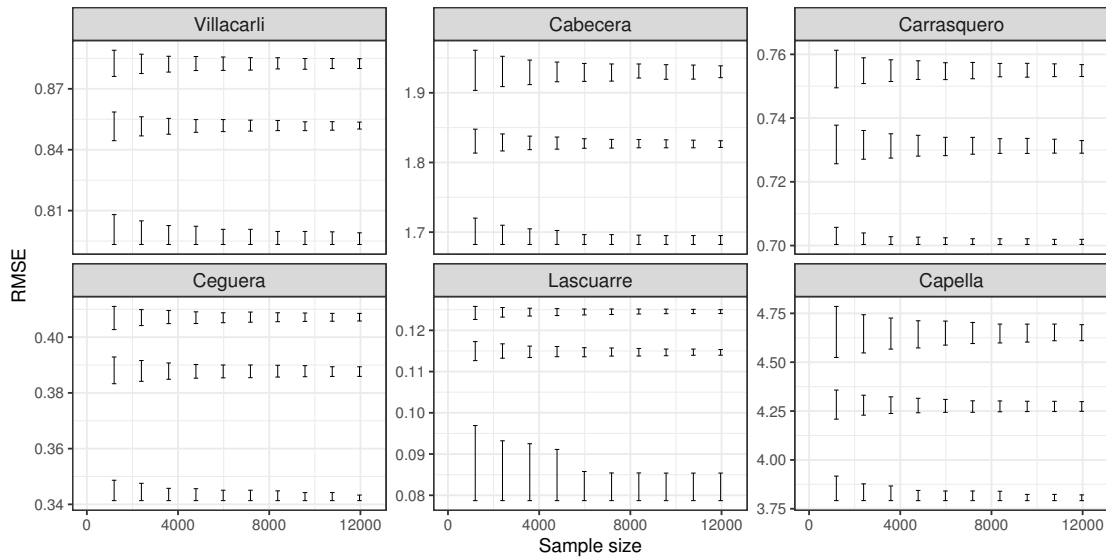 Villacarli
Cabecera
Carrasquero
0.87
0.84
0.81
1.9
1.8
1.7
0.76
0.74
0.72
0.70
RMSE
Ceguera
Lascuarre
Capella
0.40
0.38
0.36
0.34
0.12
0.11
0.10
0.09
0.08
4.75
4.50
4.25
4.00
3.75
0 4000 8000 12000
0 4000 8000 12000
0 4000 8000 12000
Sample size